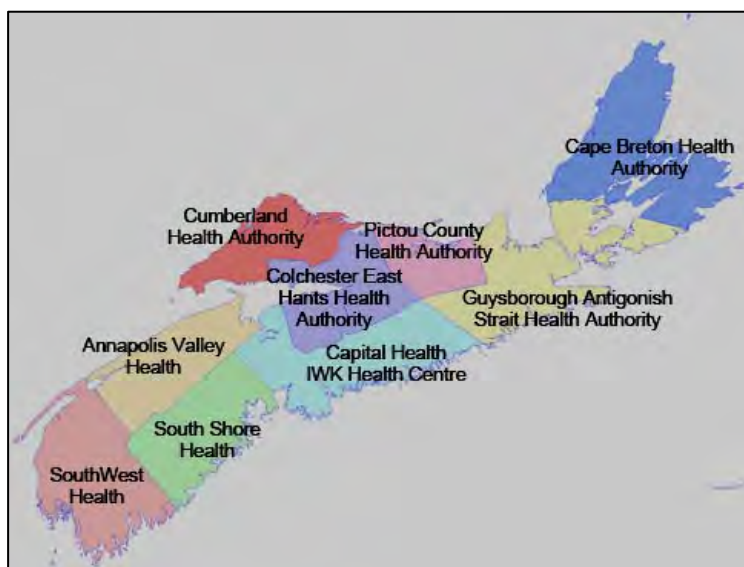 Cape Breton Health
Authority
Cumberland
Health Authority
Pictou County
Health Authority
Colchester East
Hants Health
Authority
Guysborough Antigonish
Strait Health Authority
Annapolis Valley
Health
Capital Health
IWK Health Centre
South Shore
Health
SouthWest
Health